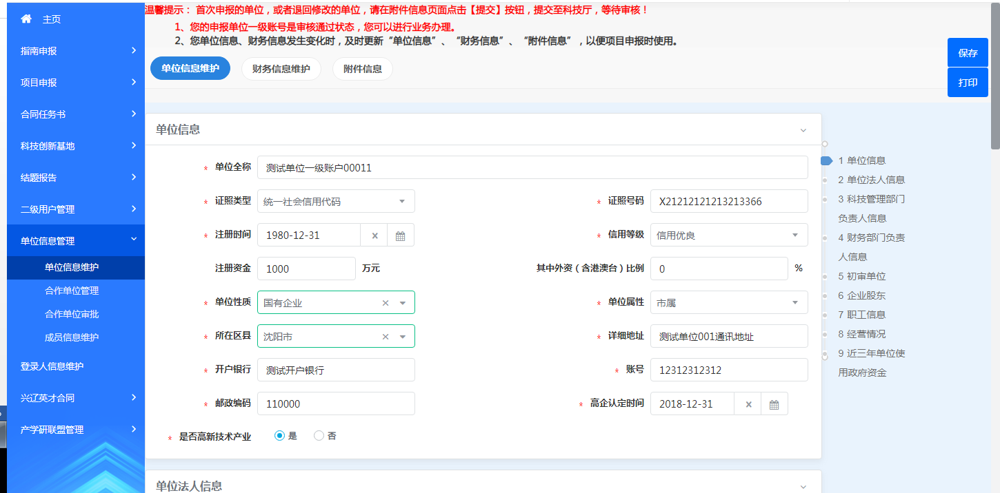 温馨提示： 首次申报的单位，或者退回修改的单位，请在附件信息页面点击【提交】按钮，提交至科技厅，等待审核！
1、您的申报单位一级账号是审核通过状态，您可以进行业务办理。
2、您单位信息、财务信息发生变化时，及时更新“单位信息”、“财务信息”、“附件信息”，以便项目申报时使用。
主页
指南申报
项目申报
合同任务书
科技创新基地
结题报告
二级用户管理
单位信息管理
单位信息维护
合作单位管理
合作单位审批
成员信息维护
登录人信息维护
兴辽英才合同
产学研联盟管理
单位信息维护 财务信息维护 附件信息
保存
打印
单位信息
* 单位全称 测试单位一级账户00011
* 证照类型 统一社会信用代码 * 证照号码 X21212121213213366
* 注册时间 1980-12-31 * 信用等级 信用优良
注册资金 1000 万元 其中外资（含港澳台）比例 0 %
* 单位性质 国有企业 * 单位属性 市属
* 所在区县 沈阳市 * 详细地址 测试单位001通讯地址
* 开户银行 测试开户银行 * 账号 12312312312
* 邮政编码 110000 * 高企认定时间 2018-12-31
* 是否高新技术产业 是 否
单位法人信息
1 单位信息
2 单位法人信息
3 科技管理部门
负责人信息
4 财务部门负责
人信息
5 初审单位
6 企业股东
7 职工信息
8 经营情况
9 近三年单位使
用政府资金